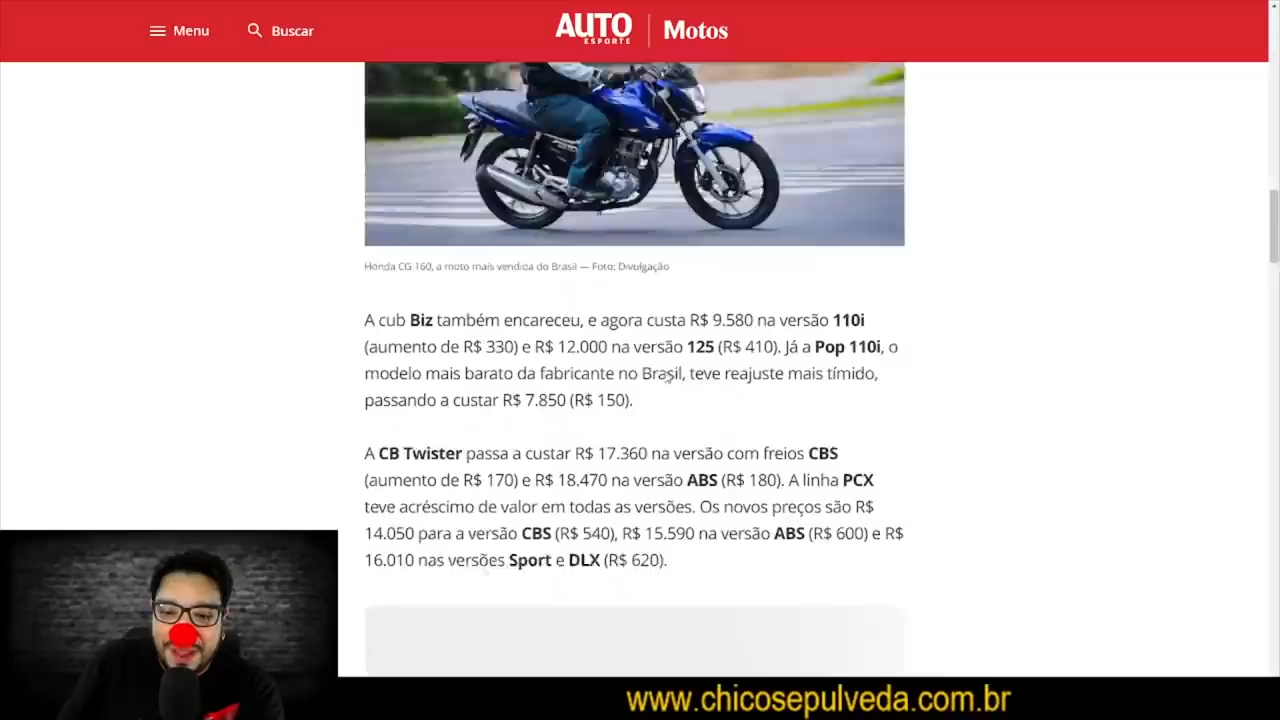 Menu
Buscar
AUTO
ESPORTE
Motos
Honda CG 160, a moto mais vendida do Brasil — Foto: Divulgação
A cub Biz também encareceu, e agora custa R$ 9.580 na versão 110i
(aumento de R$ 330) e R$ 12.000 na versão 125 (R$ 410). Já a Pop 110i, o
modelo mais barato da fabricante no Brasil, teve reajuste mais tímido,
passando a custar R$ 7.850 (R$ 150).
A CB Twister passa a custar R$ 17.360 na versão com freios CBS
(aumento de R$ 170) e R$ 18.470 na versão ABS (R$ 180). A linha PCX
teve acréscimo de valor em todas as versões. Os novos preços são R$
14.050 para a versão CBS (R$ 540), R$ 15.590 na versão ABS (R$ 600) e R$
16.010 nas versões Sport e DLX (R$ 620).
www.chicosepulveda.com.br